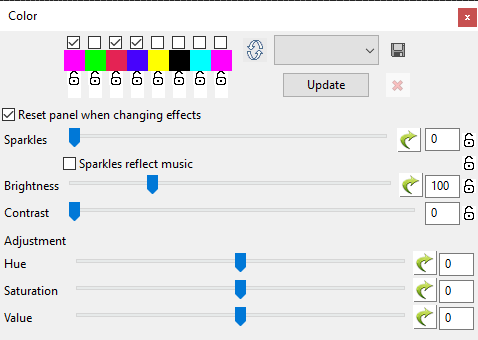 Color
x
Update
Reset panel when changing effects
Sparkles 0
Sparkles reflect music
Brightness 100
Contrast 0
Adjustment
Hue 0
Saturation 0
Value 0